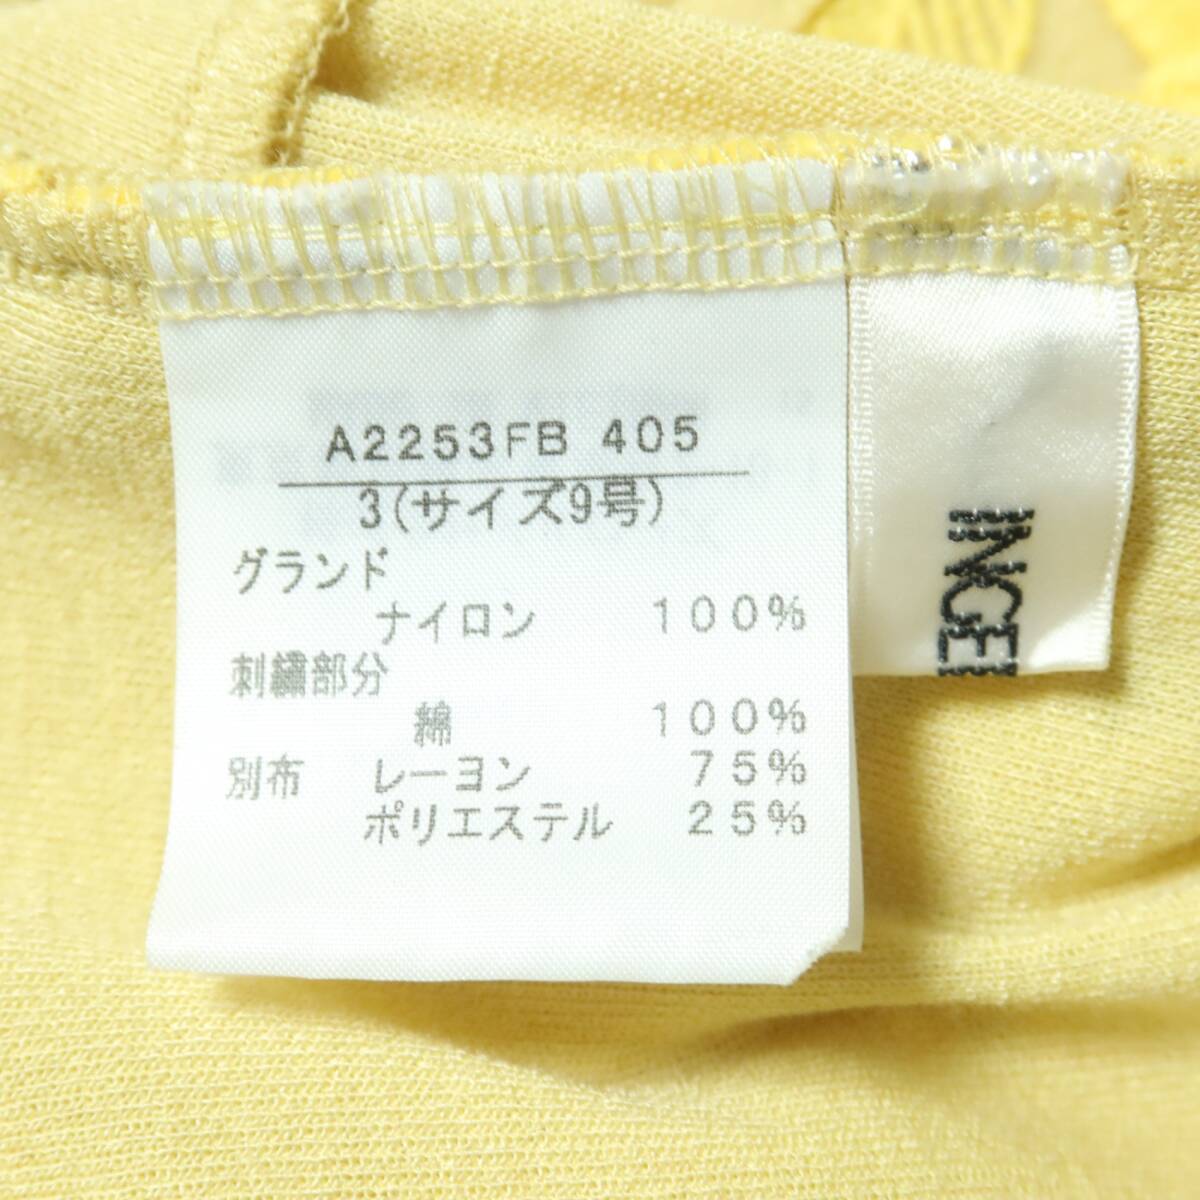 A2253FB 405
3(サイズ9号)
グランド
ナイロン 100%
刺繍部分
綿 100%
別布 レーヨン 75%
ポリエステル 25%